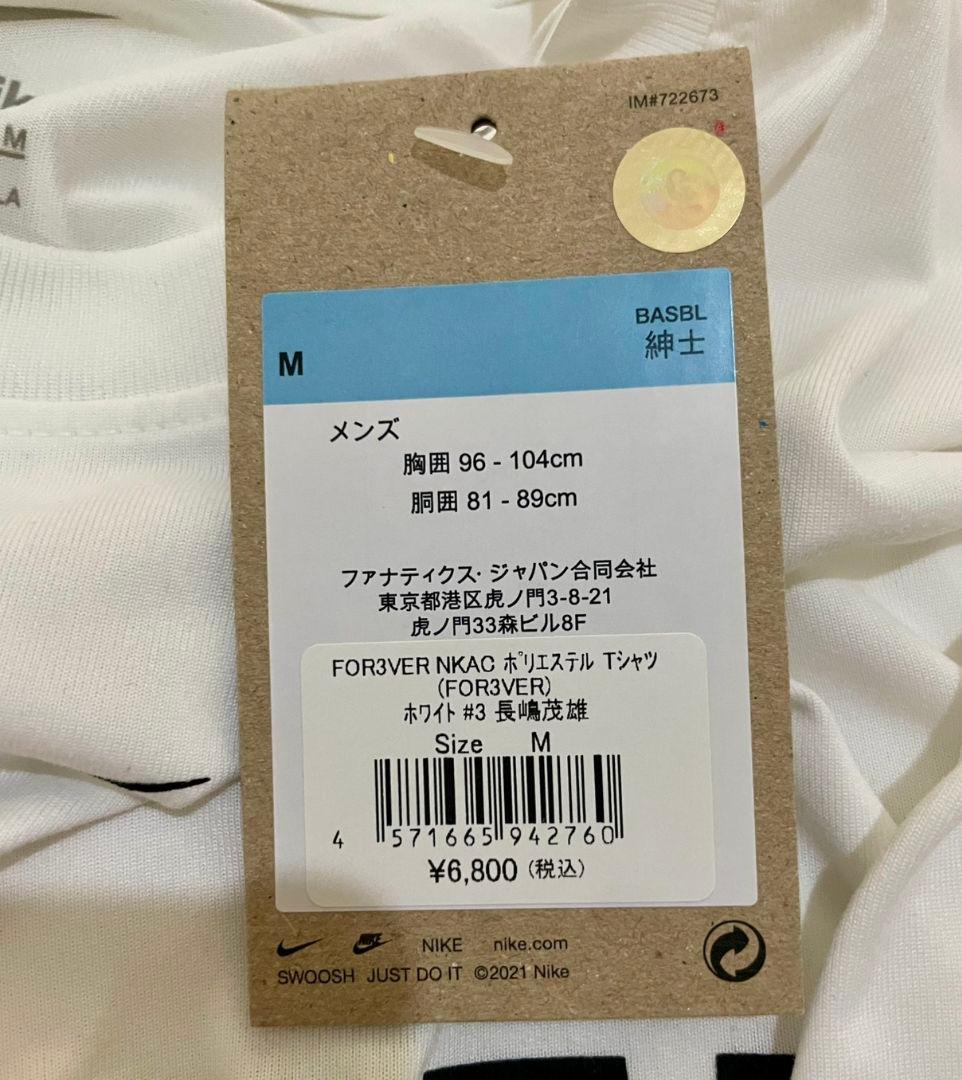 M
LA
IM#722673
BASBL
紳士
M
メンズ
胸囲 96 - 104cm
胴囲 81 - 89cm
ファナティクス・ジャパン合同会社
東京都港区虎ノ門3-8-21
虎ノ門33森ビル8F
FOR3VER NKAC ポリエステル Tシャツ
(FOR3VER)
ホワイト #3 長嶋茂雄
Size M
4 571665 942760
¥6,800 (税込)
NIKE NIKE nike.com
SWOOSH JUST DO IT ©2021 Nike